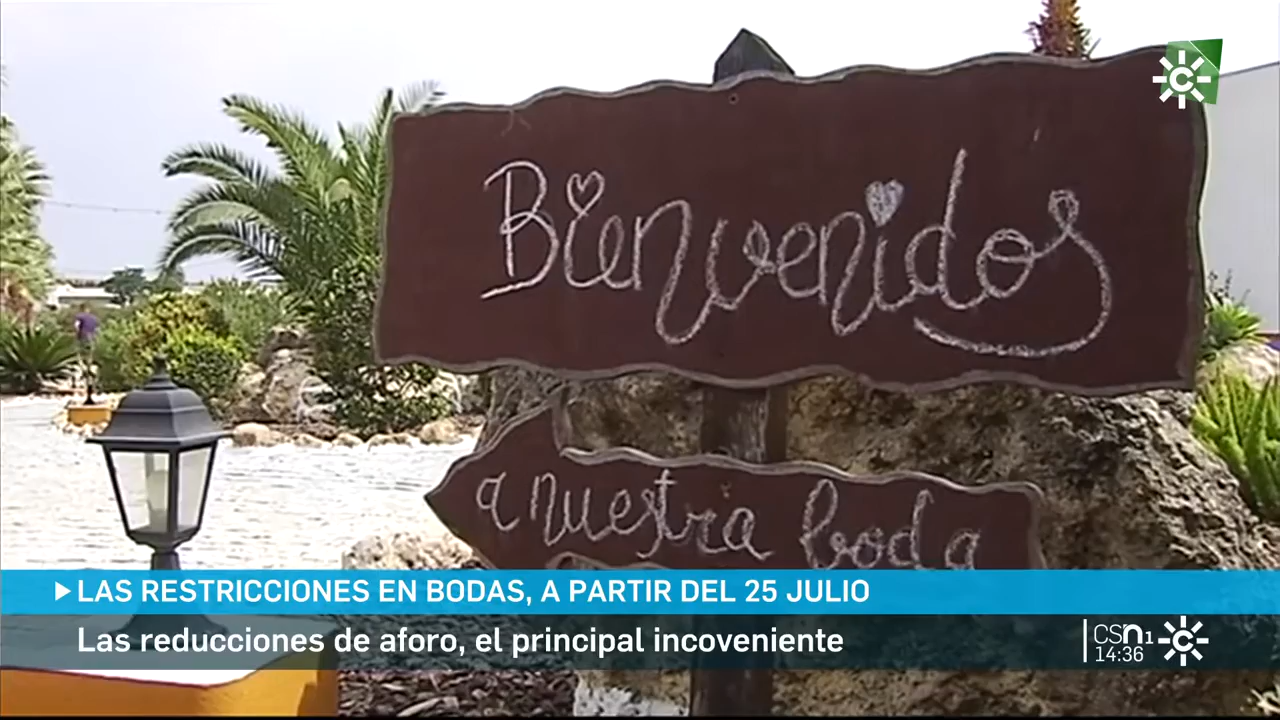 C
Bienvenidos
a nuestra boda
LAS RESTRICCIONES EN BODAS, A PARTIR DEL 25 JULIO
Las reducciones de aforo, el principal incoveniente
CSn1
14:36